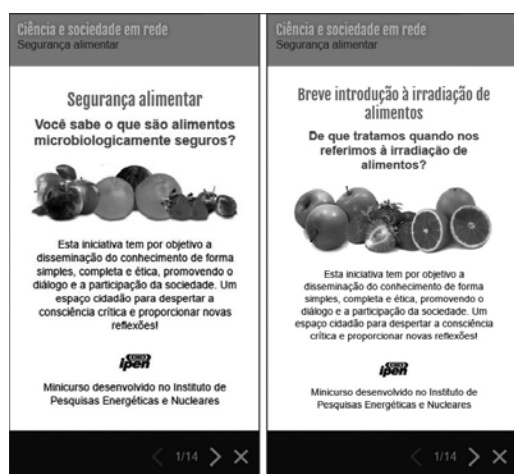 Ciência e sociedade em rede
Segurança alimentar
Segurança alimentar
Você sabe o que são alimentos
microbiologicamente seguros?
Esta iniciativa tem por objetivo a
disseminação do conhecimento de forma
simples, completa e ética, promovendo o
diálogo e a participação da sociedade. Um
espaço cidadão para despertar a
consciência crítica e proporcionar novas
reflexões!
ipen
Minicurso desenvolvido no Instituto de
Pesquisas Energéticas e Nucleares
1/14
Ciência e sociedade em rede
Segurança alimentar
Breve introdução à irradiação de
alimentos
De que tratamos quando nos
referimos à irradiação de
alimentos?
Esta iniciativa tem por objetivo a
disseminação do conhecimento de forma
simples, completa e ética, promovendo o
diálogo e a participação da sociedade. Um
espaço cidadão para despertar a consciência
crítica e proporcionar novas reflexões!
ipen
Minicurso desenvolvido no Instituto de
Pesquisas Energéticas e Nucleares
1/14